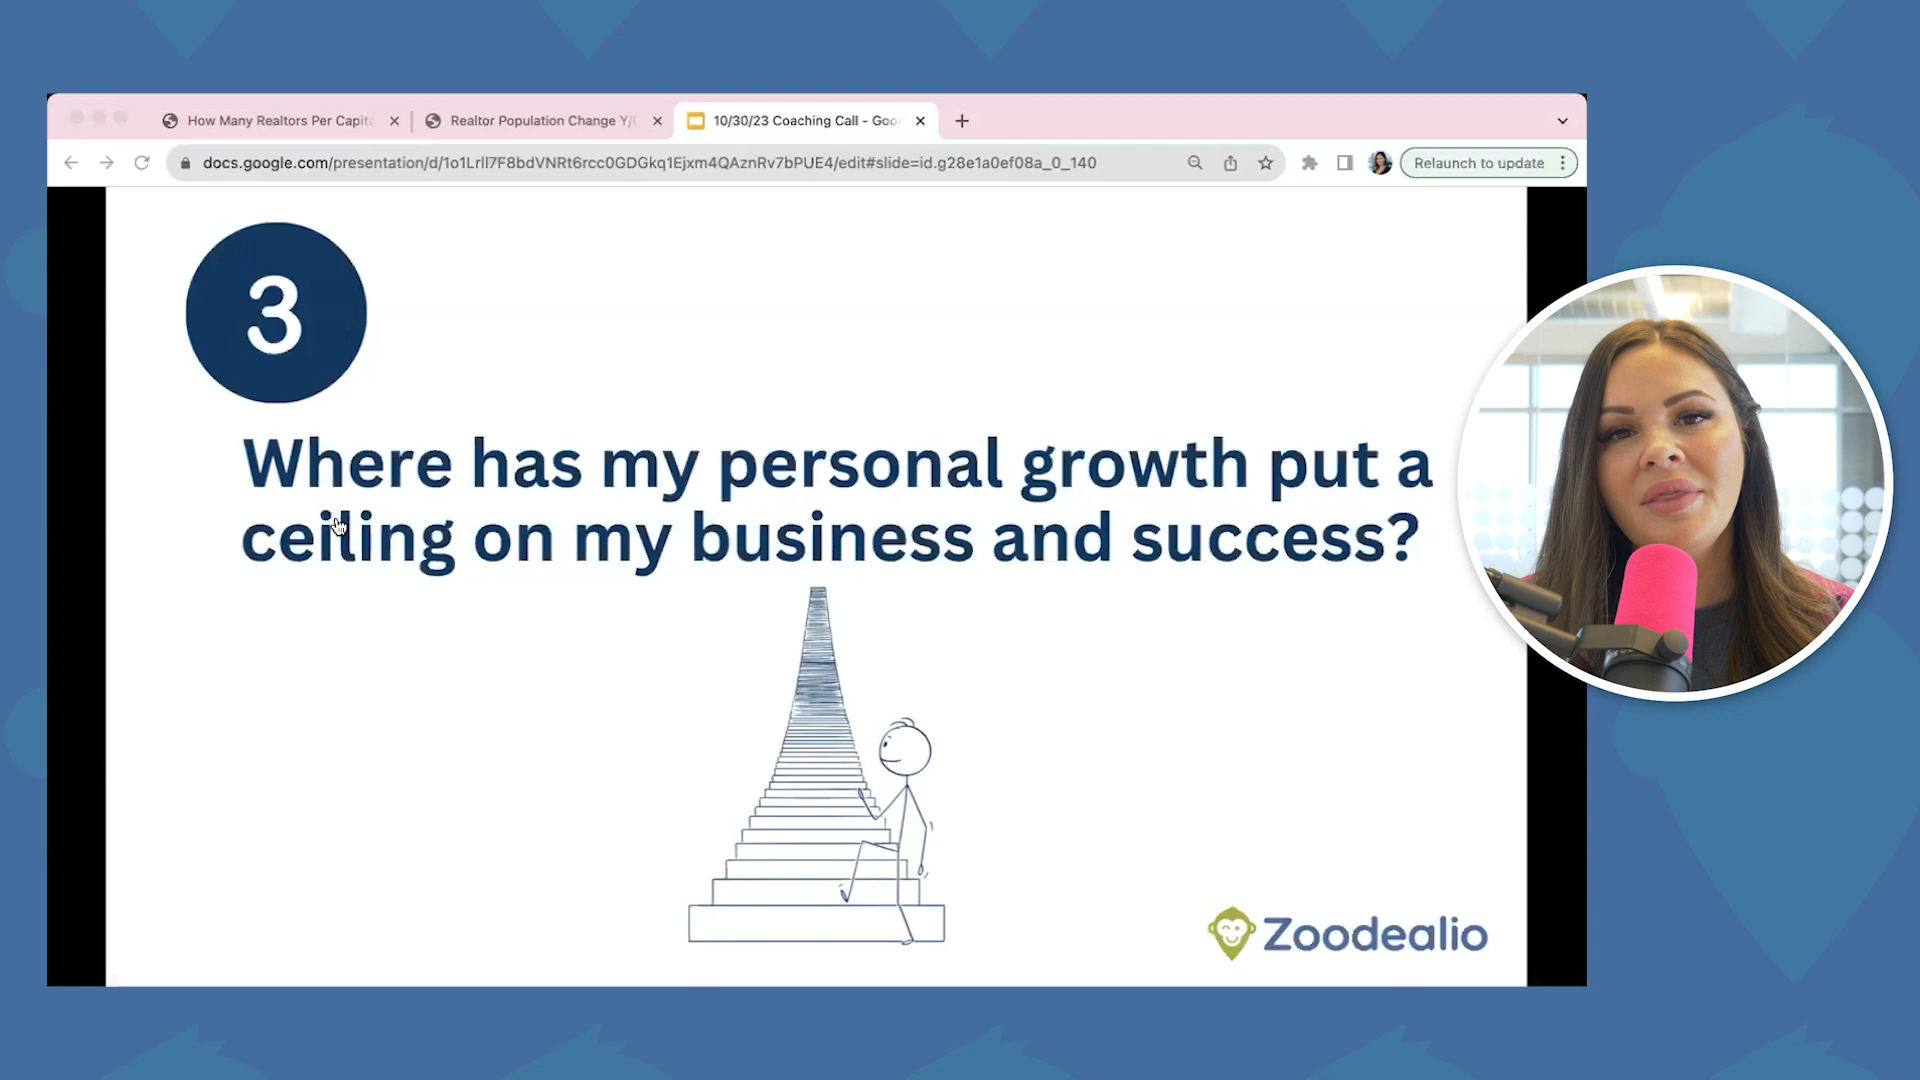 How Many Realtors Per Capita
Realtor Population Change Y/
10/30/23 Coaching Call - Goo
docs.google.com/presentation/d/1o1Lrll7F8bdVNRt6rcc0GDGkq1Ejxm4QAznRv7bPUE4/edit#slide=id.g28e1a0ef08a_0_140
Relaunch to update
3
Where has my personal growth put a
ceiling on my business and success?
Zoodealio